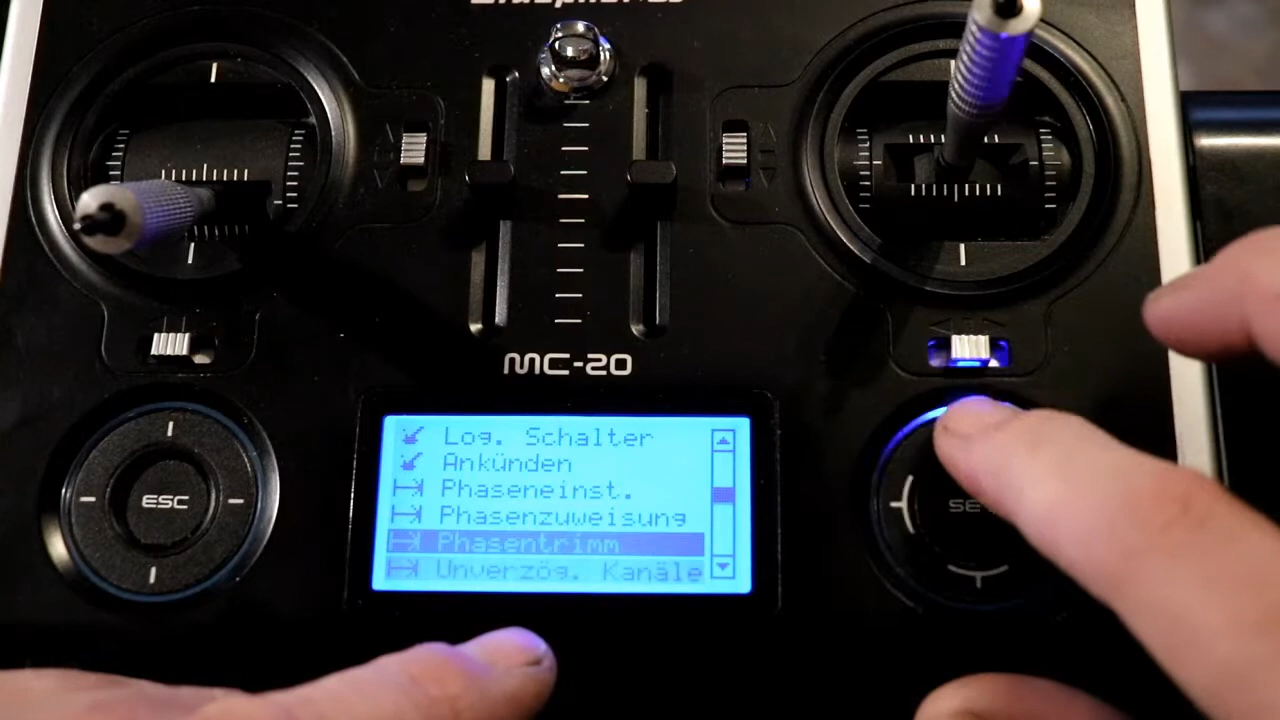 MC-20
Log. Schalter
Ankünden
Phaseneinst.
Phasenzuweisung
Phasentrimm
Unverzög. Kanäle
ESC